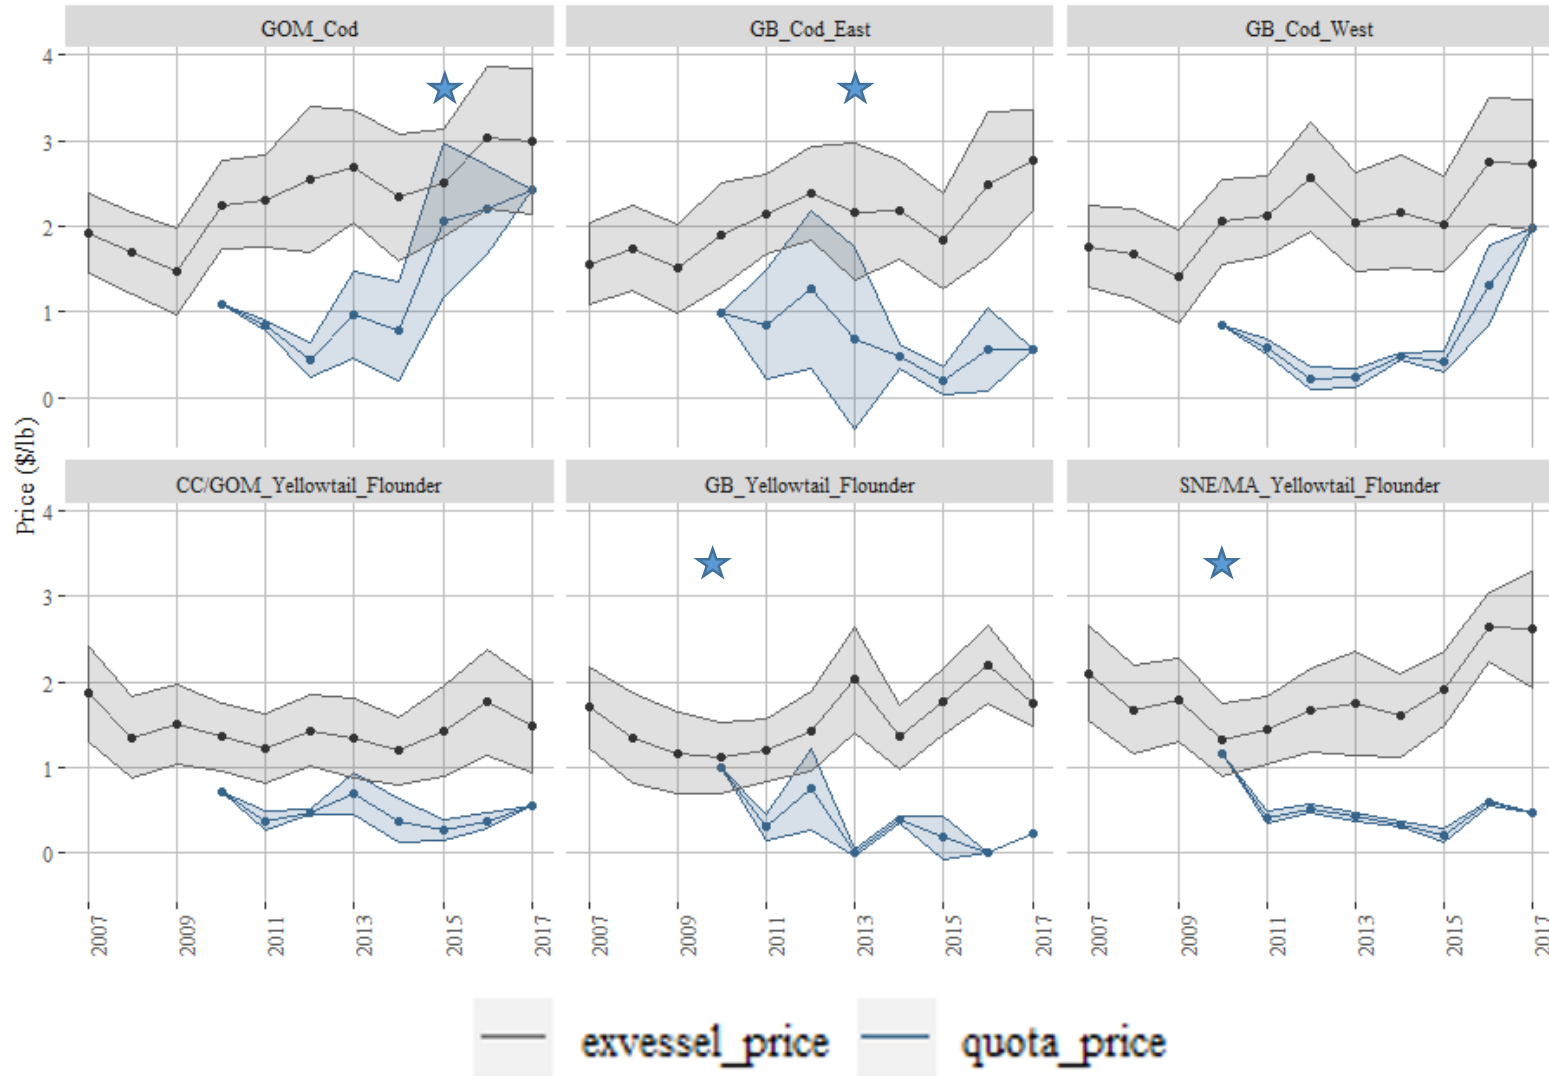 GOM_Cod GB_Cod_East GB_Cod_West
4
3
2
1
0
Price ($/lb)
CC/GOM_Yellowtail_Flounder GB_Yellowtail_Flounder SNE/MA_Yellowtail_Flounder
4
3
2
1
0
2007 2009 2011 2013 2015 2017 2007 2009 2011 2013 2015 2017 2007 2009 2011 2013 2015 2017
exvessel_price quota_price